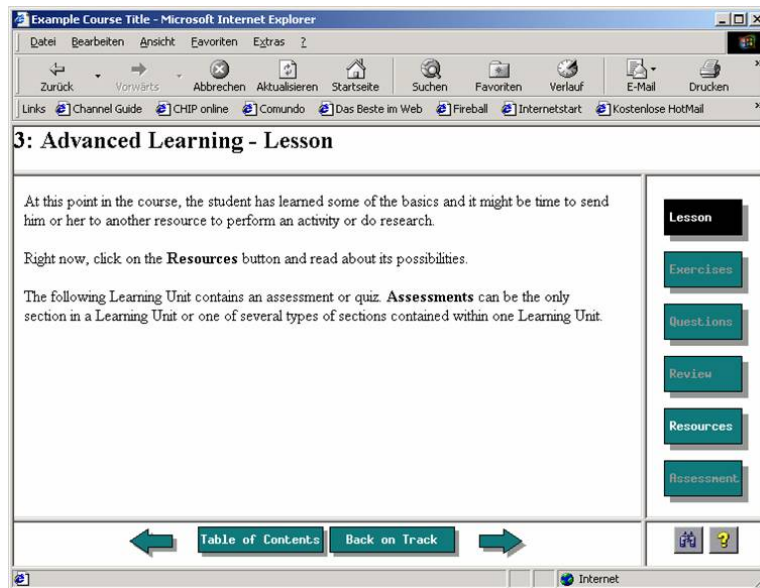 Example Course Title - Microsoft Internet Explorer
Datei Bearbeiten Ansicht Favoriten Extras ?
Zurück Vorwärts Abbrechen Aktualisieren Startseite Suchen Favoriten Verlauf E-Mail Drucken »
Links Channel Guide CHIP online Comundo Das Beste im Web Fireball Internetstart Kostenlose HotMail »
3: Advanced Learning - Lesson
At this point in the course, the student has learned some of the basics and it might be time to send
him or her to another resource to perform an activity or do research.
Right now, click on the Resources button and read about its possibilities.
The following Learning Unit contains an assessment or quiz. Assessments can be the only
section in a Learning Unit or one of several types of sections contained within one Learning Unit.
Lesson
Exercises
Questions
Review
Resources
Assessment
Table of Contents Back on Track ?
Internet